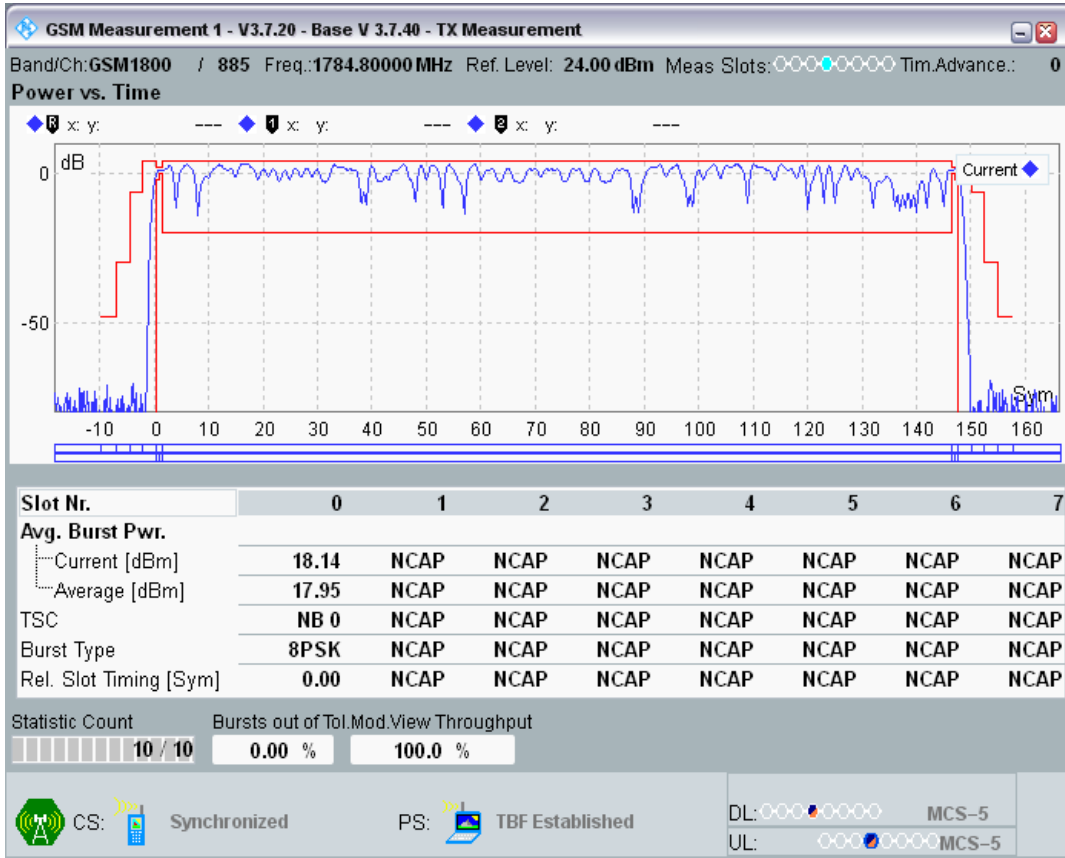 GSM Measurement 1 - V3.7.20 - Base V 3.7.40 - TX Measurement
Band/Ch:GSM1800 / 885 Freq.:1784.80000 MHz Ref. Level: 24.00 dBm Meas Slots: Tim.Advance.: 0
Power vs. Time
R x: y: --- 1 x: y: --- 2 x: y: ---
dB
Current
0
-50
Sym
-10 0 10 20 30 40 50 60 70 80 90 100 110 120 130 140 150 160
Slot Nr. 0 1 2 3 4 5 6 7
Avg. Burst Pwr.
Current [dBm] 18.14 NCAP NCAP NCAP NCAP NCAP NCAP NCAP
Average [dBm] 17.95 NCAP NCAP NCAP NCAP NCAP NCAP NCAP
TSC NB 0 NCAP NCAP NCAP NCAP NCAP NCAP NCAP
Burst Type 8PSK NCAP NCAP NCAP NCAP NCAP NCAP NCAP
Rel. Slot Timing [Sym] 0.00 NCAP NCAP NCAP NCAP NCAP NCAP NCAP
Statistic Count Bursts out of Tol.Mod.View Throughput
10 / 10 0.00 % 100.0 %
CS: Synchronized PS: TBF Established
DL: MCS-5
UL: MCS-5